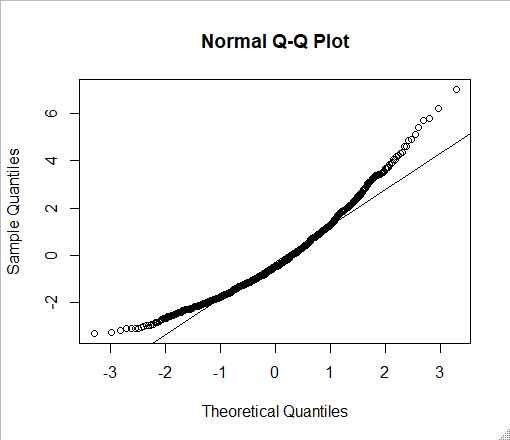 Normal Q-Q Plot
6
4
2
0
-2
Sample Quantiles
-3 -2 -1 0 1 2 3
Theoretical Quantiles